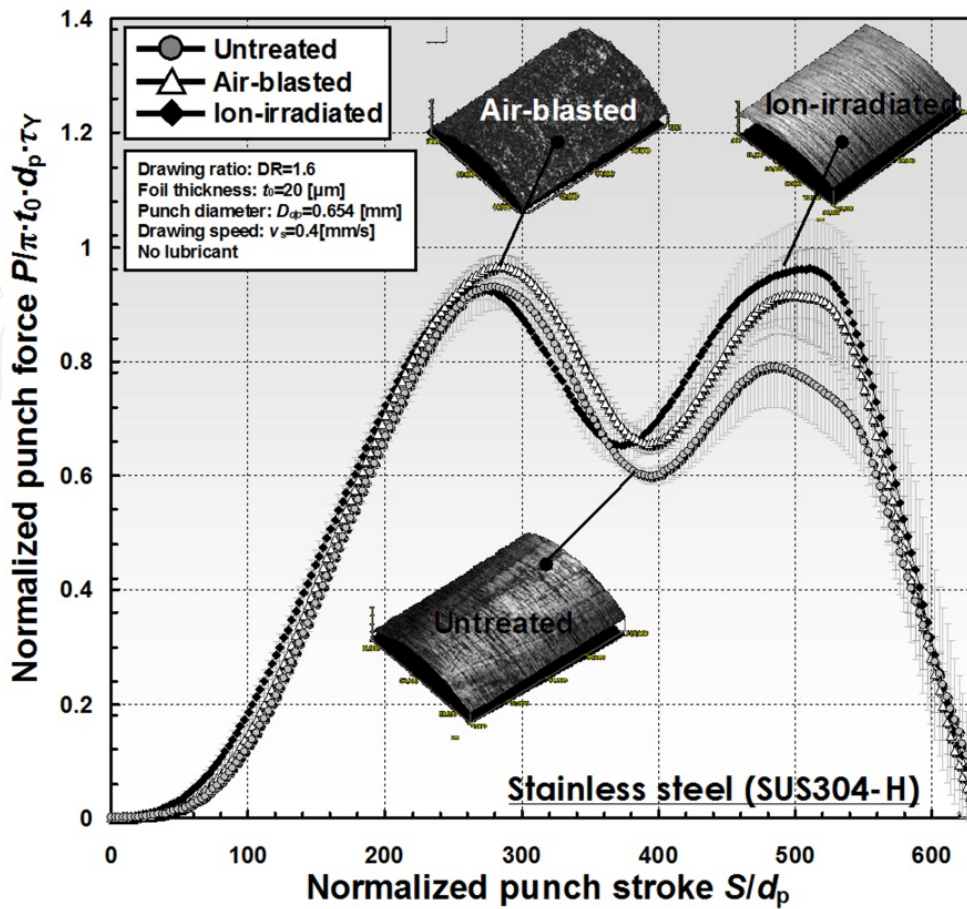 1.4
1.2
1
0.8
0.6
0.4
0.2
0
Normalized punch force P/π·t₀·dₚ·τY
Untreated
Air-blasted
Ion-irradiated
Drawing ratio: DR=1.6
Foil thickness: t₀=20 [μm]
Punch diameter: Ddp=0.654 [mm]
Drawing speed: vₛ=0.4[mm/s]
No lubricant
Air-blasted
Ion-irradiated
Untreated
Stainless steel (SUS304-H)
0 100 200 300 400 500 600
Normalized punch stroke S/dₚ